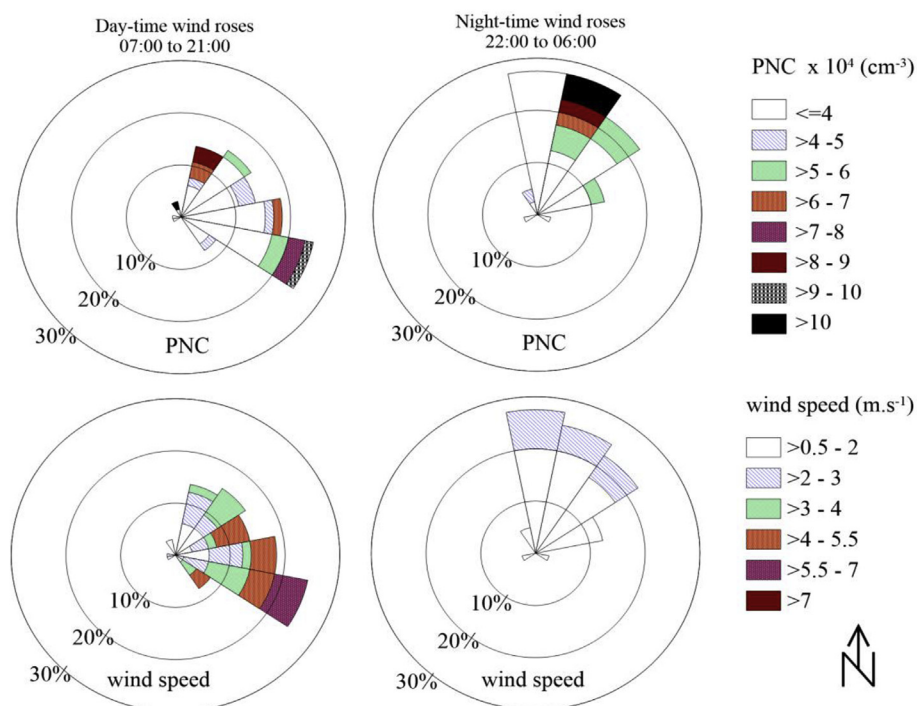 Day-time wind roses
07:00 to 21:00
Night-time wind roses
22:00 to 06:00
10%
20%
30%
PNC
10%
20%
30%
PNC
PNC x 10⁴ (cm⁻³)
<=4
>4 -5
>5 - 6
>6 - 7
>7 -8
>8 - 9
>9 - 10
>10
10%
20%
30%
wind speed
10%
20%
30%
wind speed
wind speed (m.s⁻¹)
>0.5 - 2
>2 - 3
>3 - 4
>4 - 5.5
>5.5 - 7
>7
N